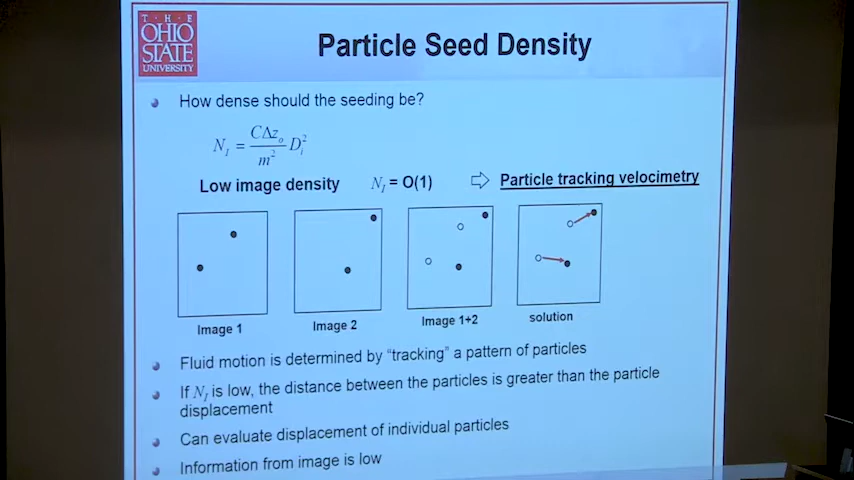 T · H · E
OHIO
STATE
UNIVERSITY
Particle Seed Density
How dense should the seeding be?
N_I = CΔz_o / m² D_i²
Low image density N_I = O(1) ⇨ Particle tracking velocimetry
Image 1 Image 2 Image 1+2 solution
Fluid motion is determined by “tracking” a pattern of particles
If N_I is low, the distance between the particles is greater than the particle
displacement
Can evaluate displacement of individual particles
Information from image is low